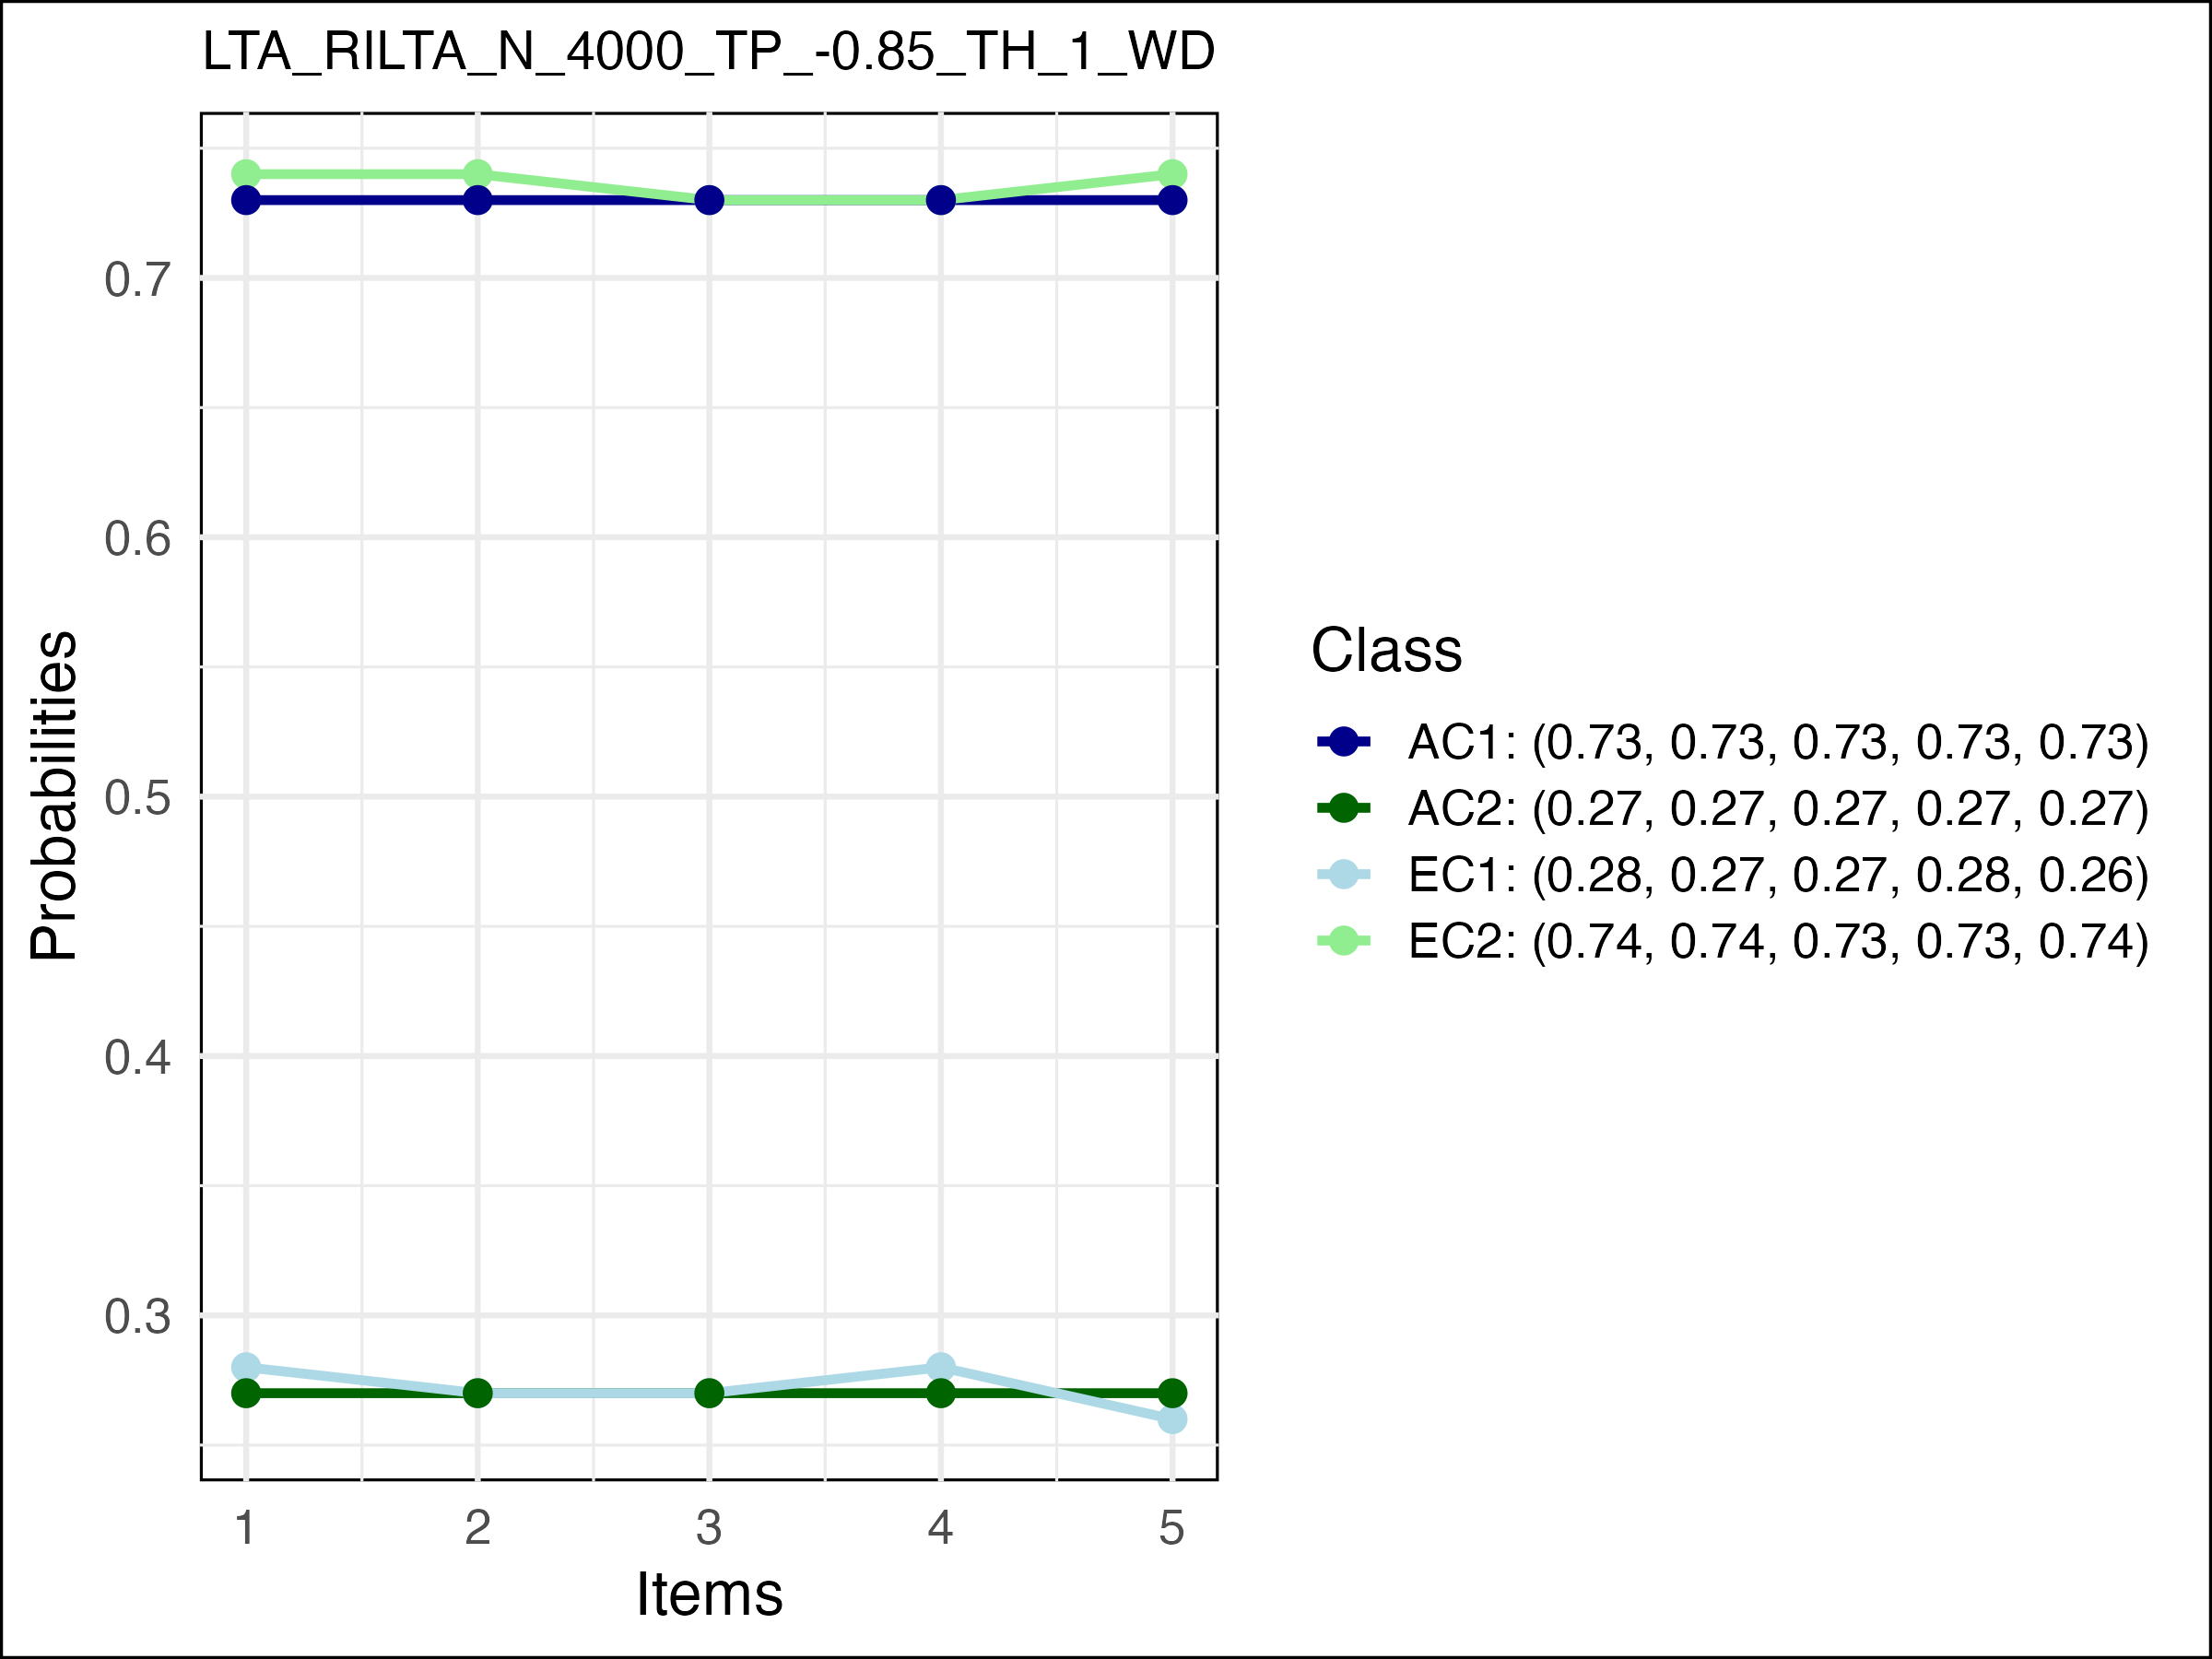 LTA_RILTA_N_4000_TP_-0.85_TH_1_WD
Probabilities
0.7
0.6
0.5
0.4
0.3
1 2 3 4 5
Items
Class
AC1: (0.73, 0.73, 0.73, 0.73, 0.73)
AC2: (0.27, 0.27, 0.27, 0.27, 0.27)
EC1: (0.28, 0.27, 0.27, 0.28, 0.26)
EC2: (0.74, 0.74, 0.73, 0.73, 0.74)